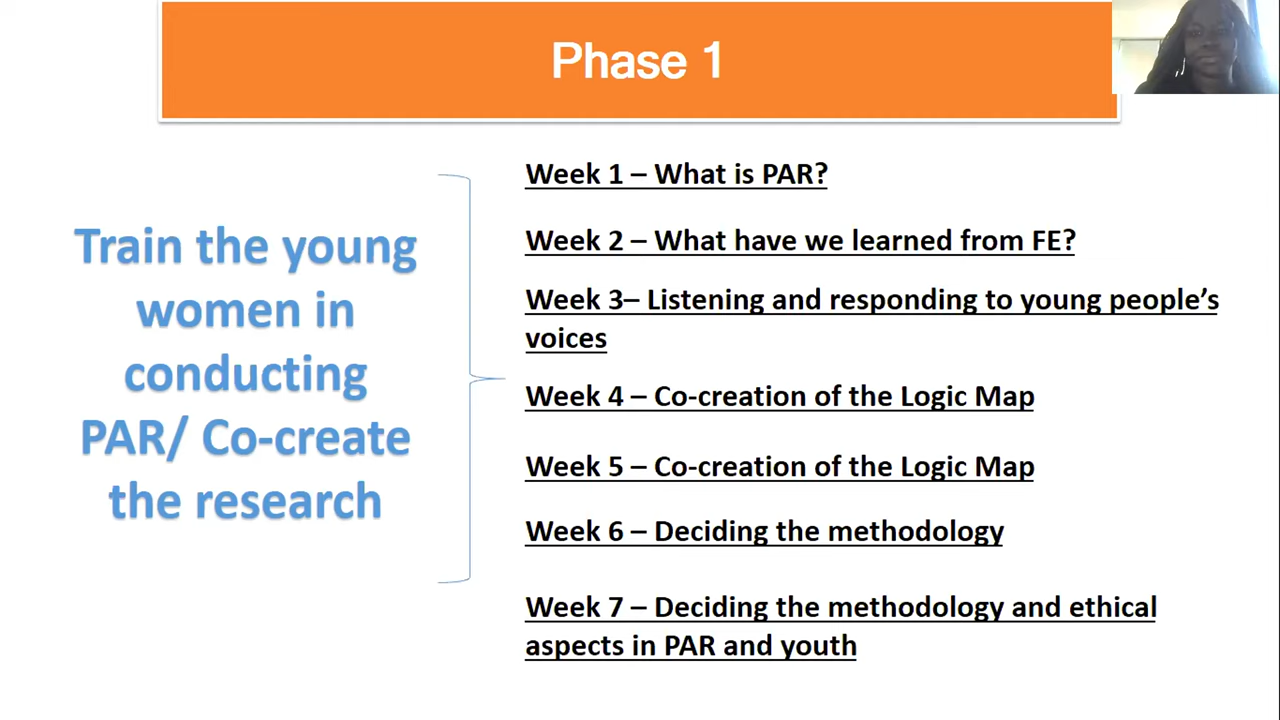 Phase 1
Train the young
women in
conducting
PAR/ Co-create
the research
Week 1 – What is PAR?
Week 2 – What have we learned from FE?
Week 3– Listening and responding to young people’s
voices
Week 4 – Co-creation of the Logic Map
Week 5 – Co-creation of the Logic Map
Week 6 – Deciding the methodology
Week 7 – Deciding the methodology and ethical
aspects in PAR and youth